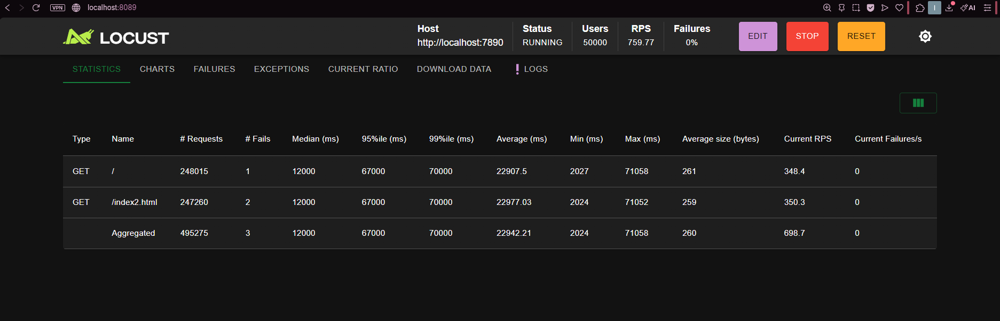 VPN localhost:8089 I AI
LOCUST
Host Status Users RPS Failures
http://localhost:7890 RUNNING 50000 759.77 0%
EDIT STOP RESET
STATISTICS CHARTS FAILURES EXCEPTIONS CURRENT RATIO DOWNLOAD DATA ! LOGS
Type Name # Requests # Fails Median (ms) 95%ile (ms) 99%ile (ms) Average (ms) Min (ms) Max (ms) Average size (bytes) Current RPS Current Failures/s
GET / 248015 1 12000 67000 70000 22907.5 2027 71058 261 348.4 0
GET /index2.html 247260 2 12000 67000 70000 22977.03 2024 71052 259 350.3 0
Aggregated 495275 3 12000 67000 70000 22942.21 2024 71058 260 698.7 0